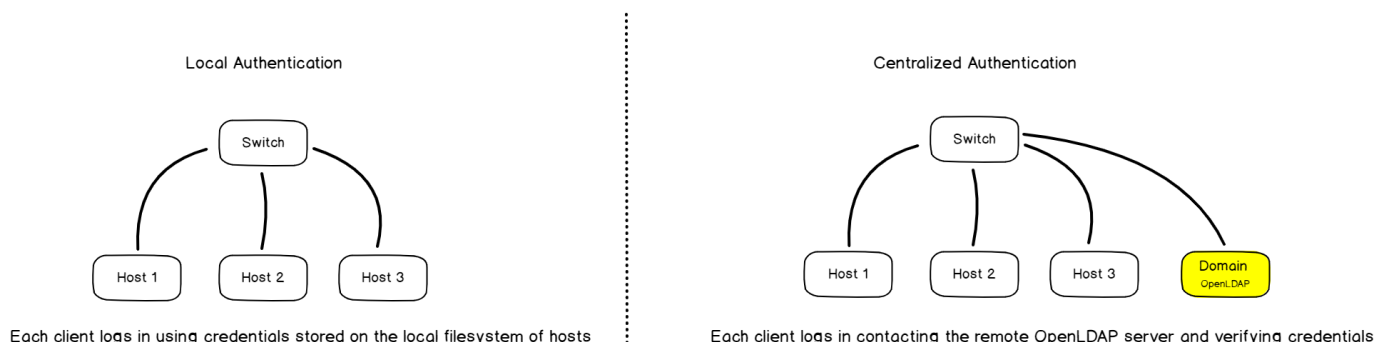 Local Authentication
Switch
Host 1
Host 2
Host 3
Each client logs in using credentials stored on the local filesystem of hosts
Centralized Authentication
Switch
Host 1
Host 2
Host 3
Domain
OpenLDAP
Each client logs in contacting the remote OpenLDAP server and verifying credentials